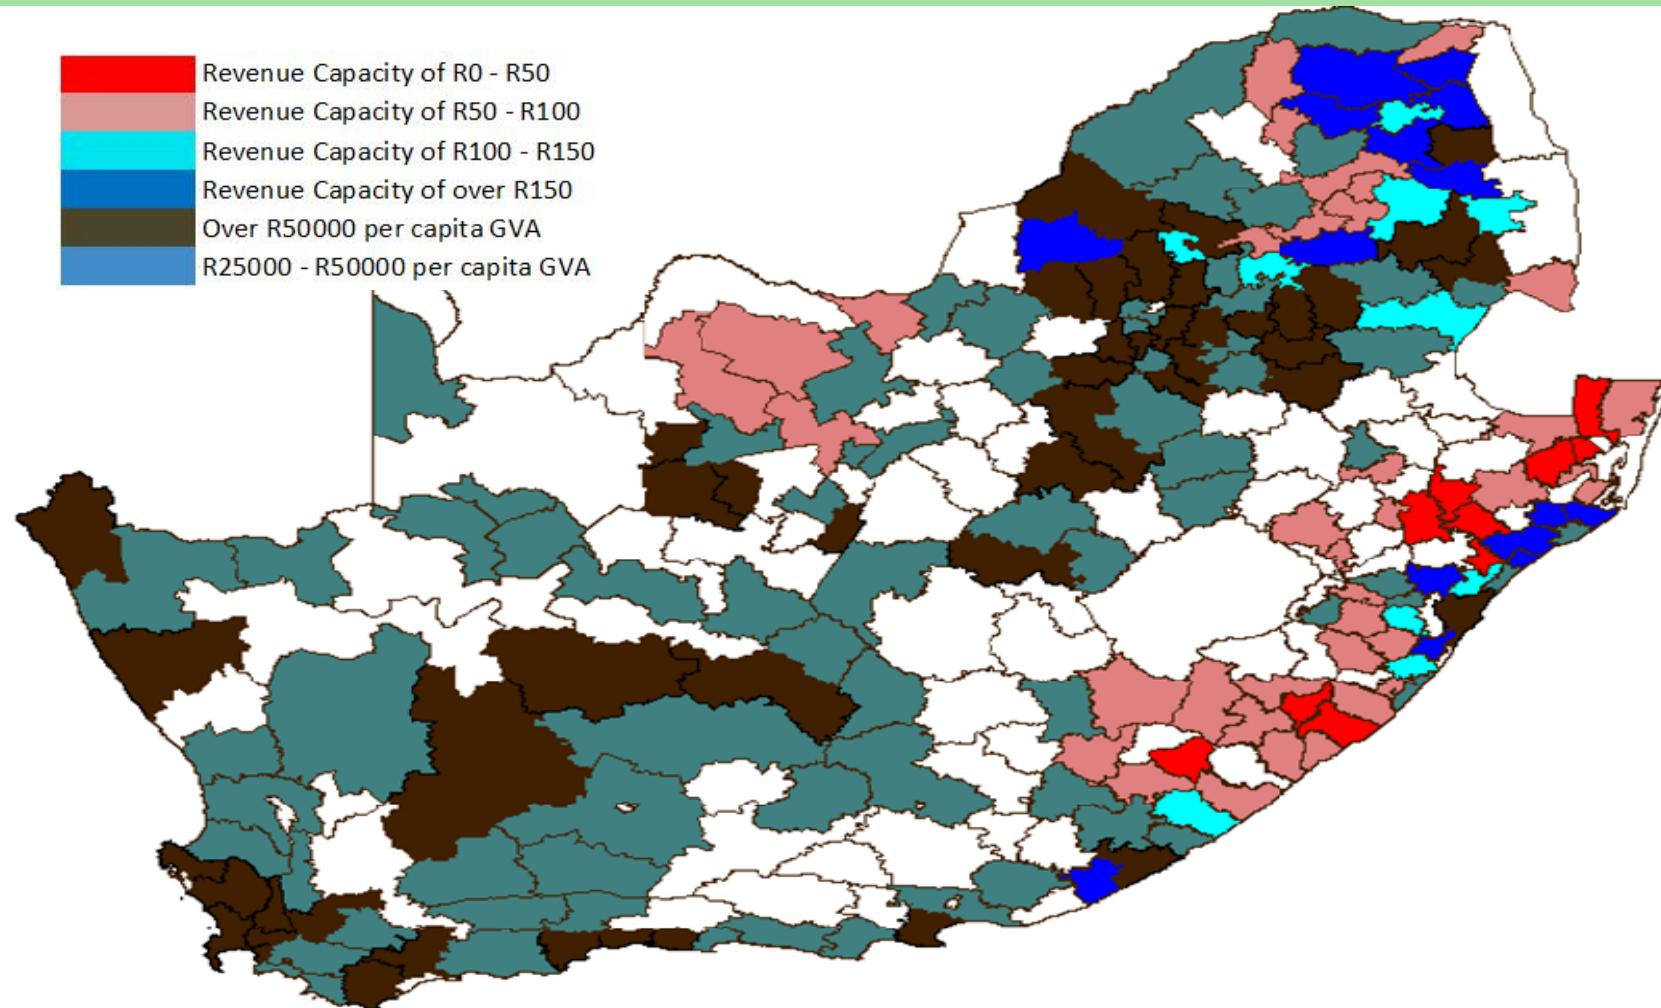 Revenue Capacity of R0 - R50
Revenue Capacity of R50 - R100
Revenue Capacity of R100 - R150
Revenue Capacity of over R150
Over R50000 per capita GVA
R25000 - R50000 per capita GVA